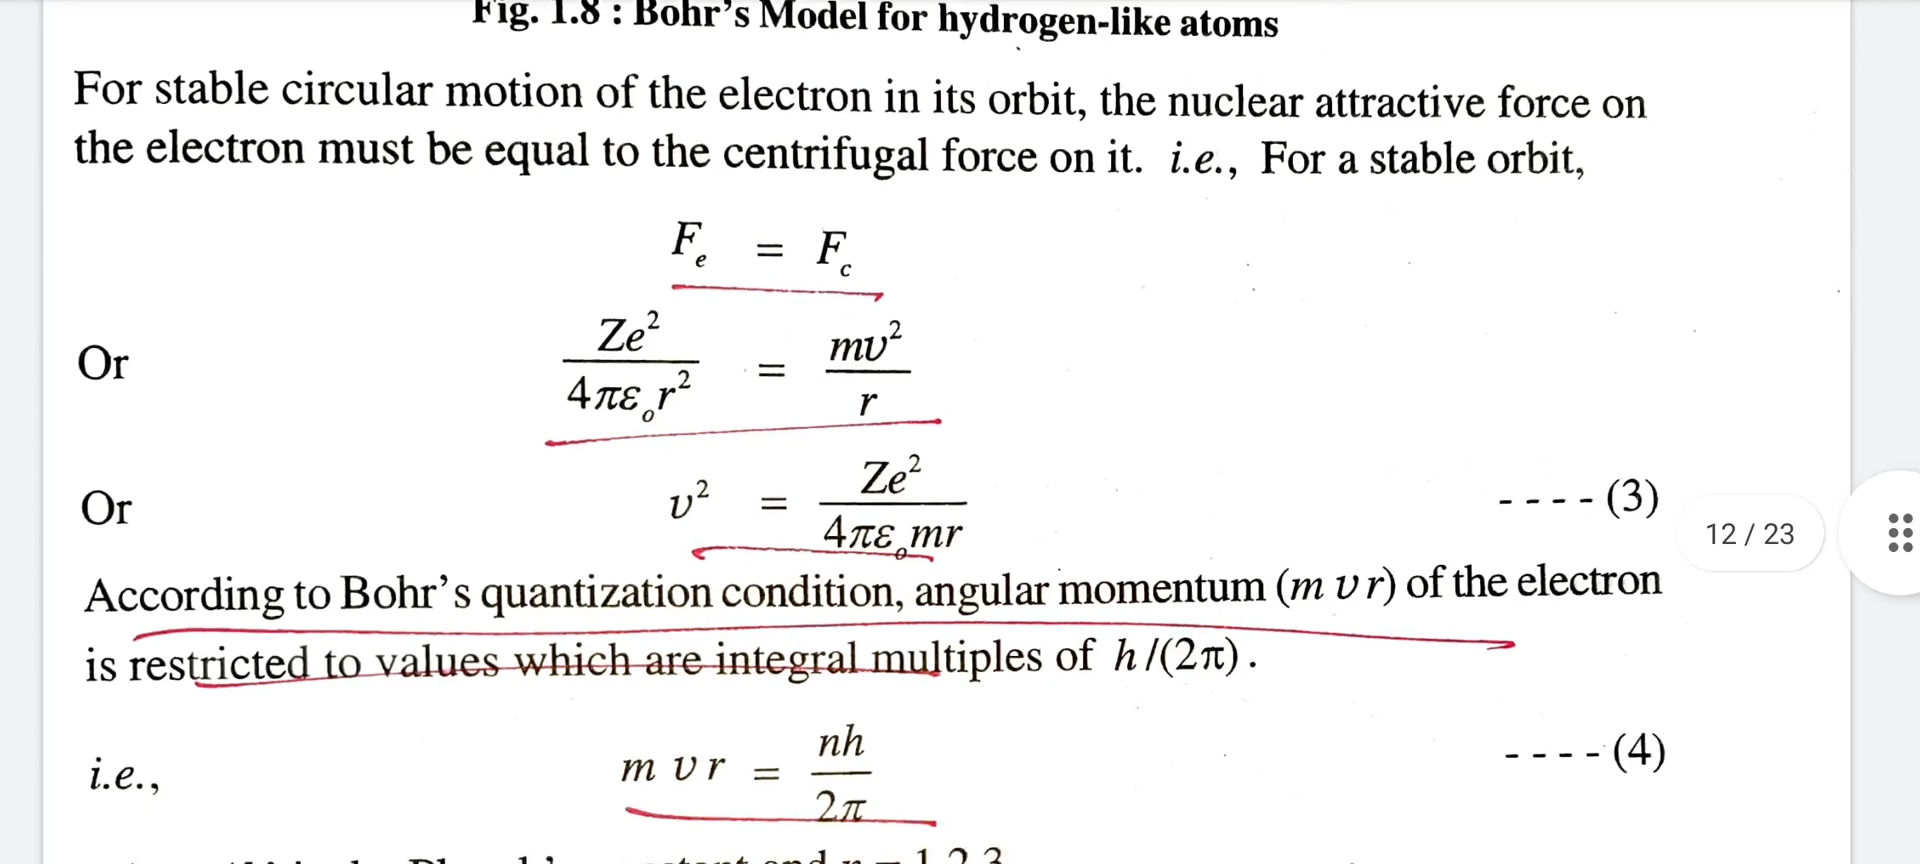 Fig. 1.8 : Bohr's Model for hydrogen-like atoms
For stable circular motion of the electron in its orbit, the nuclear attractive force on
the electron must be equal to the centrifugal force on it. i.e., For a stable orbit,
Fₑ = F_c
Or Ze²/(4πεₒr²) = mυ²/r
Or υ² = Ze²/(4πεₒmr) ----(3)
12 / 23
According to Bohr's quantization condition, angular momentum (m υ r) of the electron
is restricted to values which are integral multiples of h/(2π).
i.e., m υ r = nh/2π ----(4)